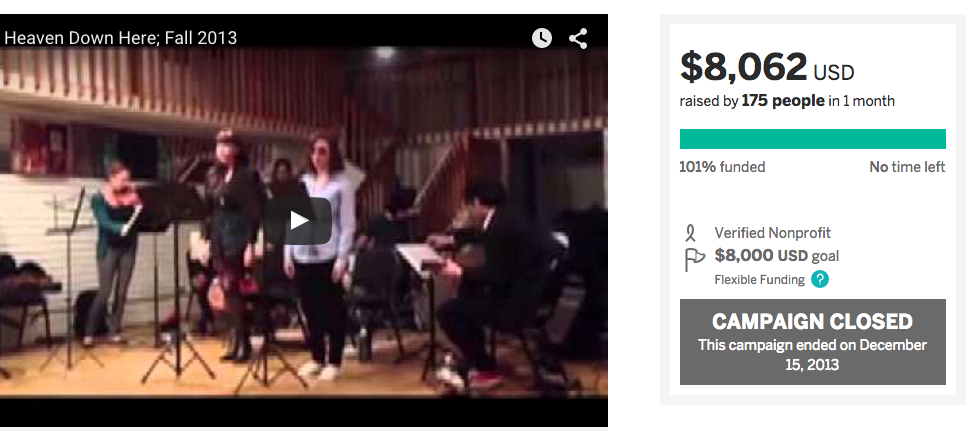 Heaven Down Here; Fall 2013
$8,062 USD
raised by 175 people in 1 month
101% funded No time left
Verified Nonprofit
$8,000 USD goal
Flexible Funding ?
CAMPAIGN CLOSED
This campaign ended on December
15, 2013